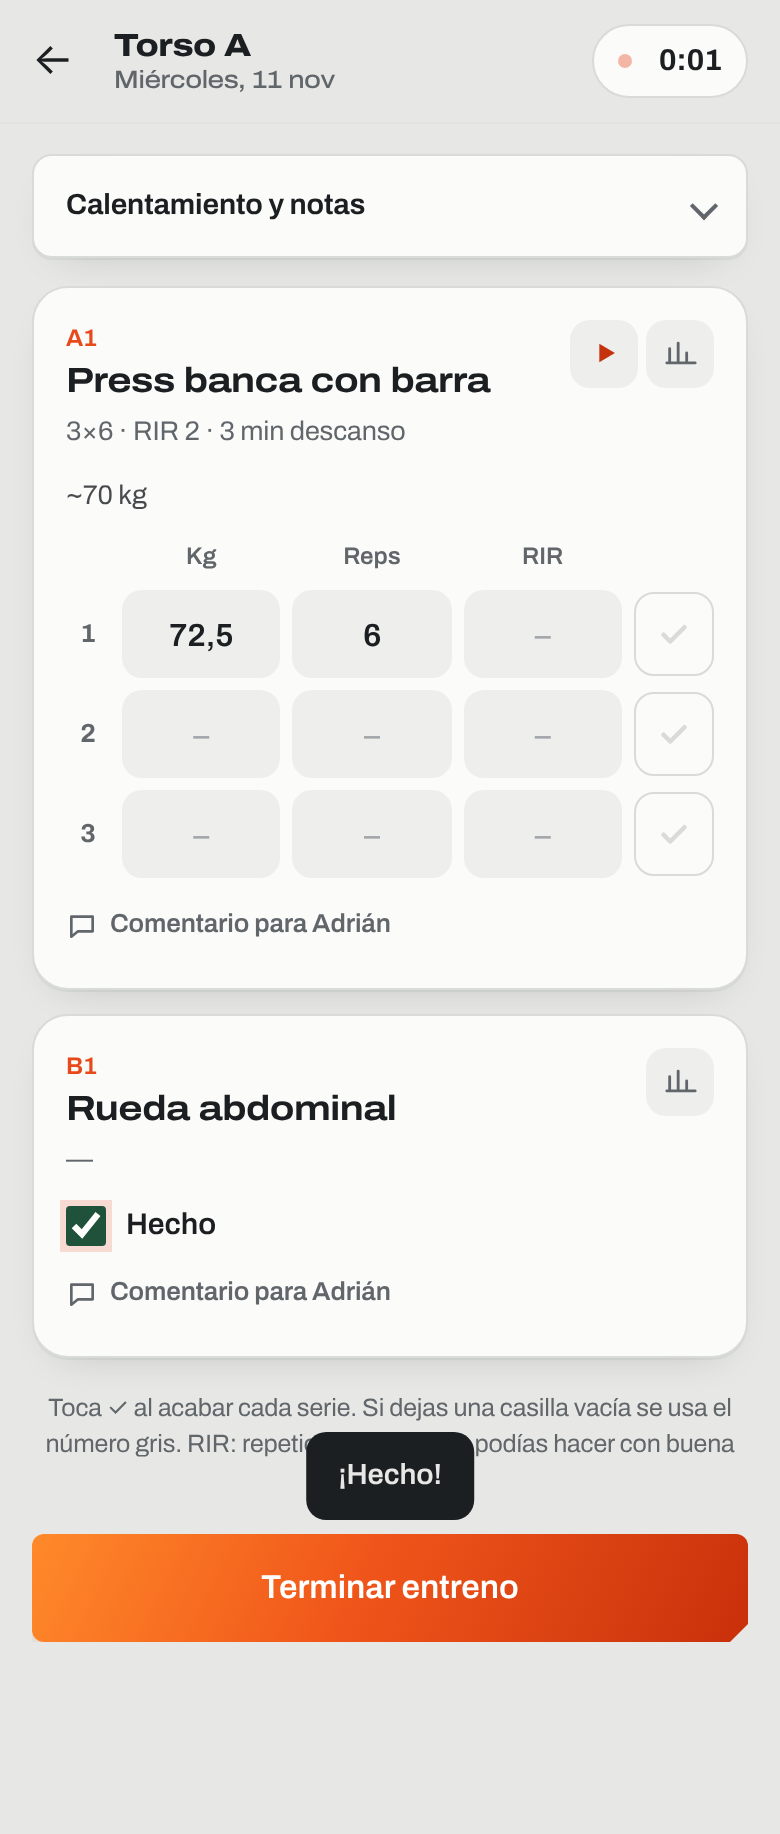 Torso A
Miércoles, 11 nov
0:01
Calentamiento y notas
A1
Press banca con barra
3×6 · RIR 2 · 3 min descanso
~70 kg
Kg Reps RIR
1 72,5 6 – ✓
2 – – – ✓
3 – – – ✓
Comentario para Adrián
B1
Rueda abdominal
—
Hecho
Comentario para Adrián
Toca ✓ al acabar cada serie. Si dejas una casilla vacía se usa el
número gris. RIR: podías hacer con buena
¡Hecho!
Terminar entreno